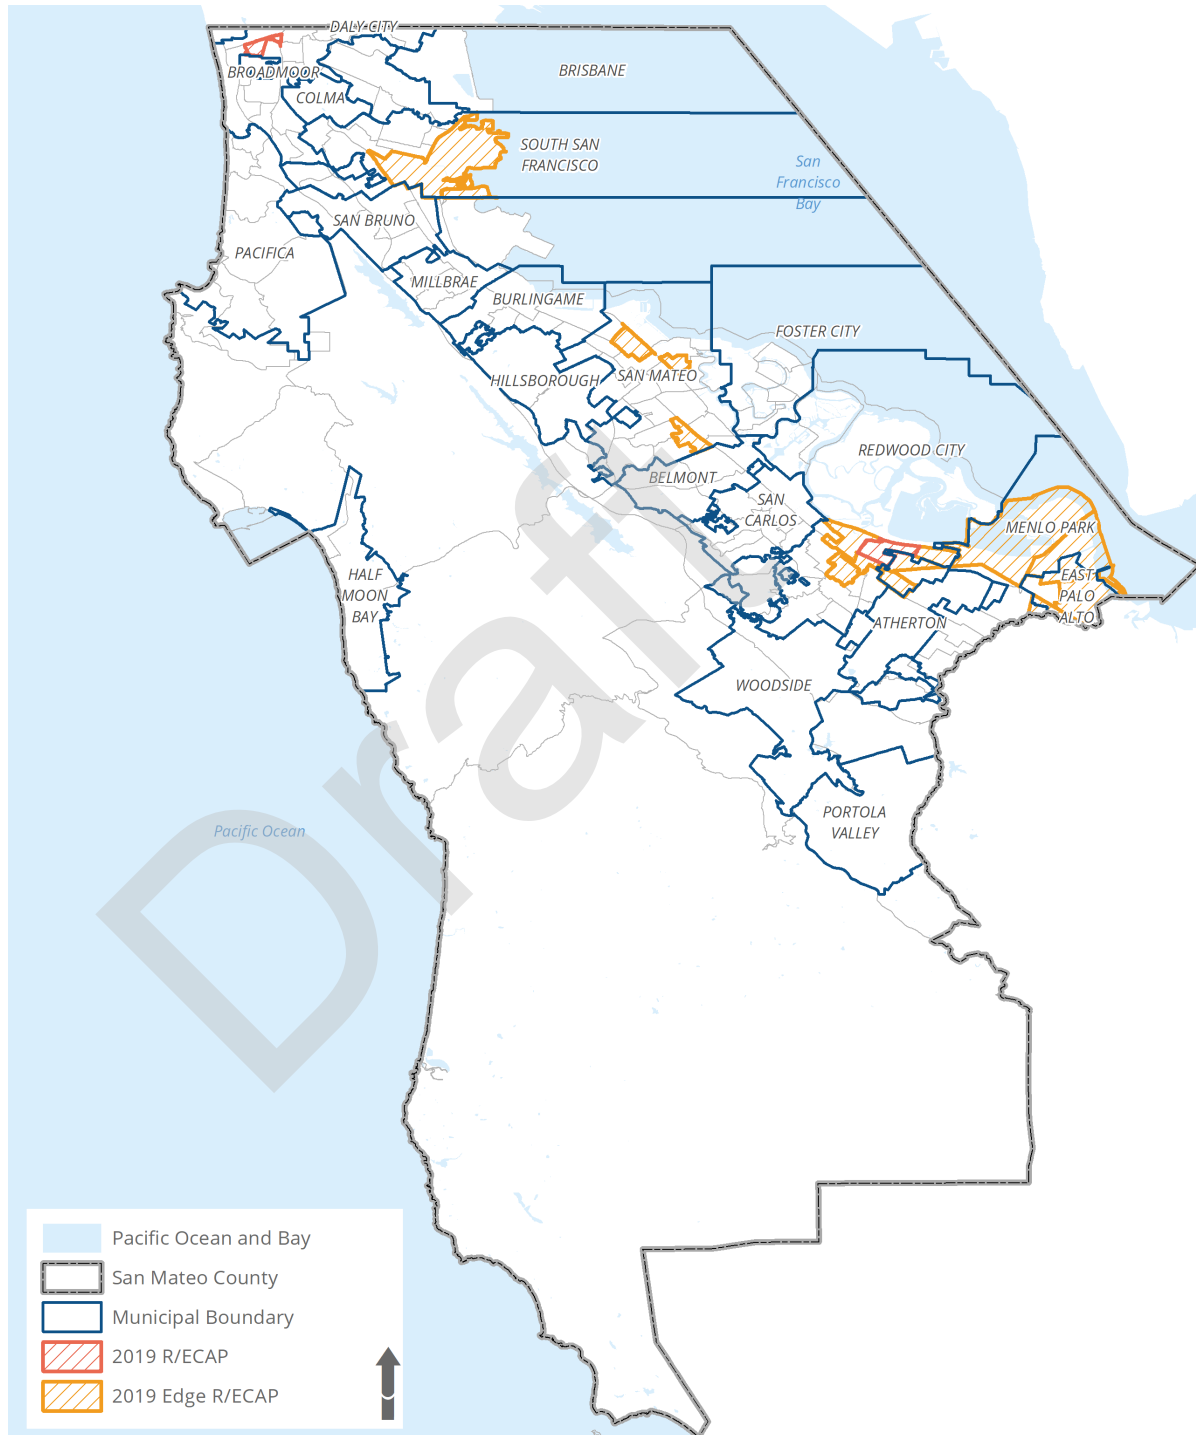 DALY CITY
BROADMOOR
BRISBANE
COLMA
SOUTH SAN
FRANCISCO
San
Francisco
Bay
SAN BRUNO
PACIFICA
MILLBRAE
BURLINGAME
FOSTER CITY
HILLSBOROUGH
SAN MATEO
REDWOOD CITY
BELMONT
SAN
CARLOS
MENLO PARK
HALF
MOON
BAY
EAST
PALO
ALTO
ATHERTON
WOODSIDE
PORTOLA
VALLEY
Pacific Ocean
Draft
Pacific Ocean and Bay
San Mateo County
Municipal Boundary
2019 R/ECAP
2019 Edge R/ECAP